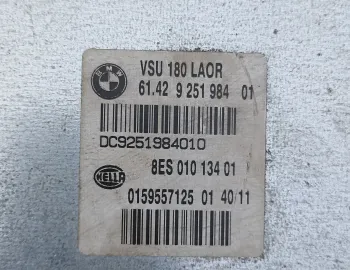 BMW
VSU 180 LAOR
61.42 9 251 984 01
DC9251984010
8ES 010 134 01
HELLA
0159557125 01 40/11